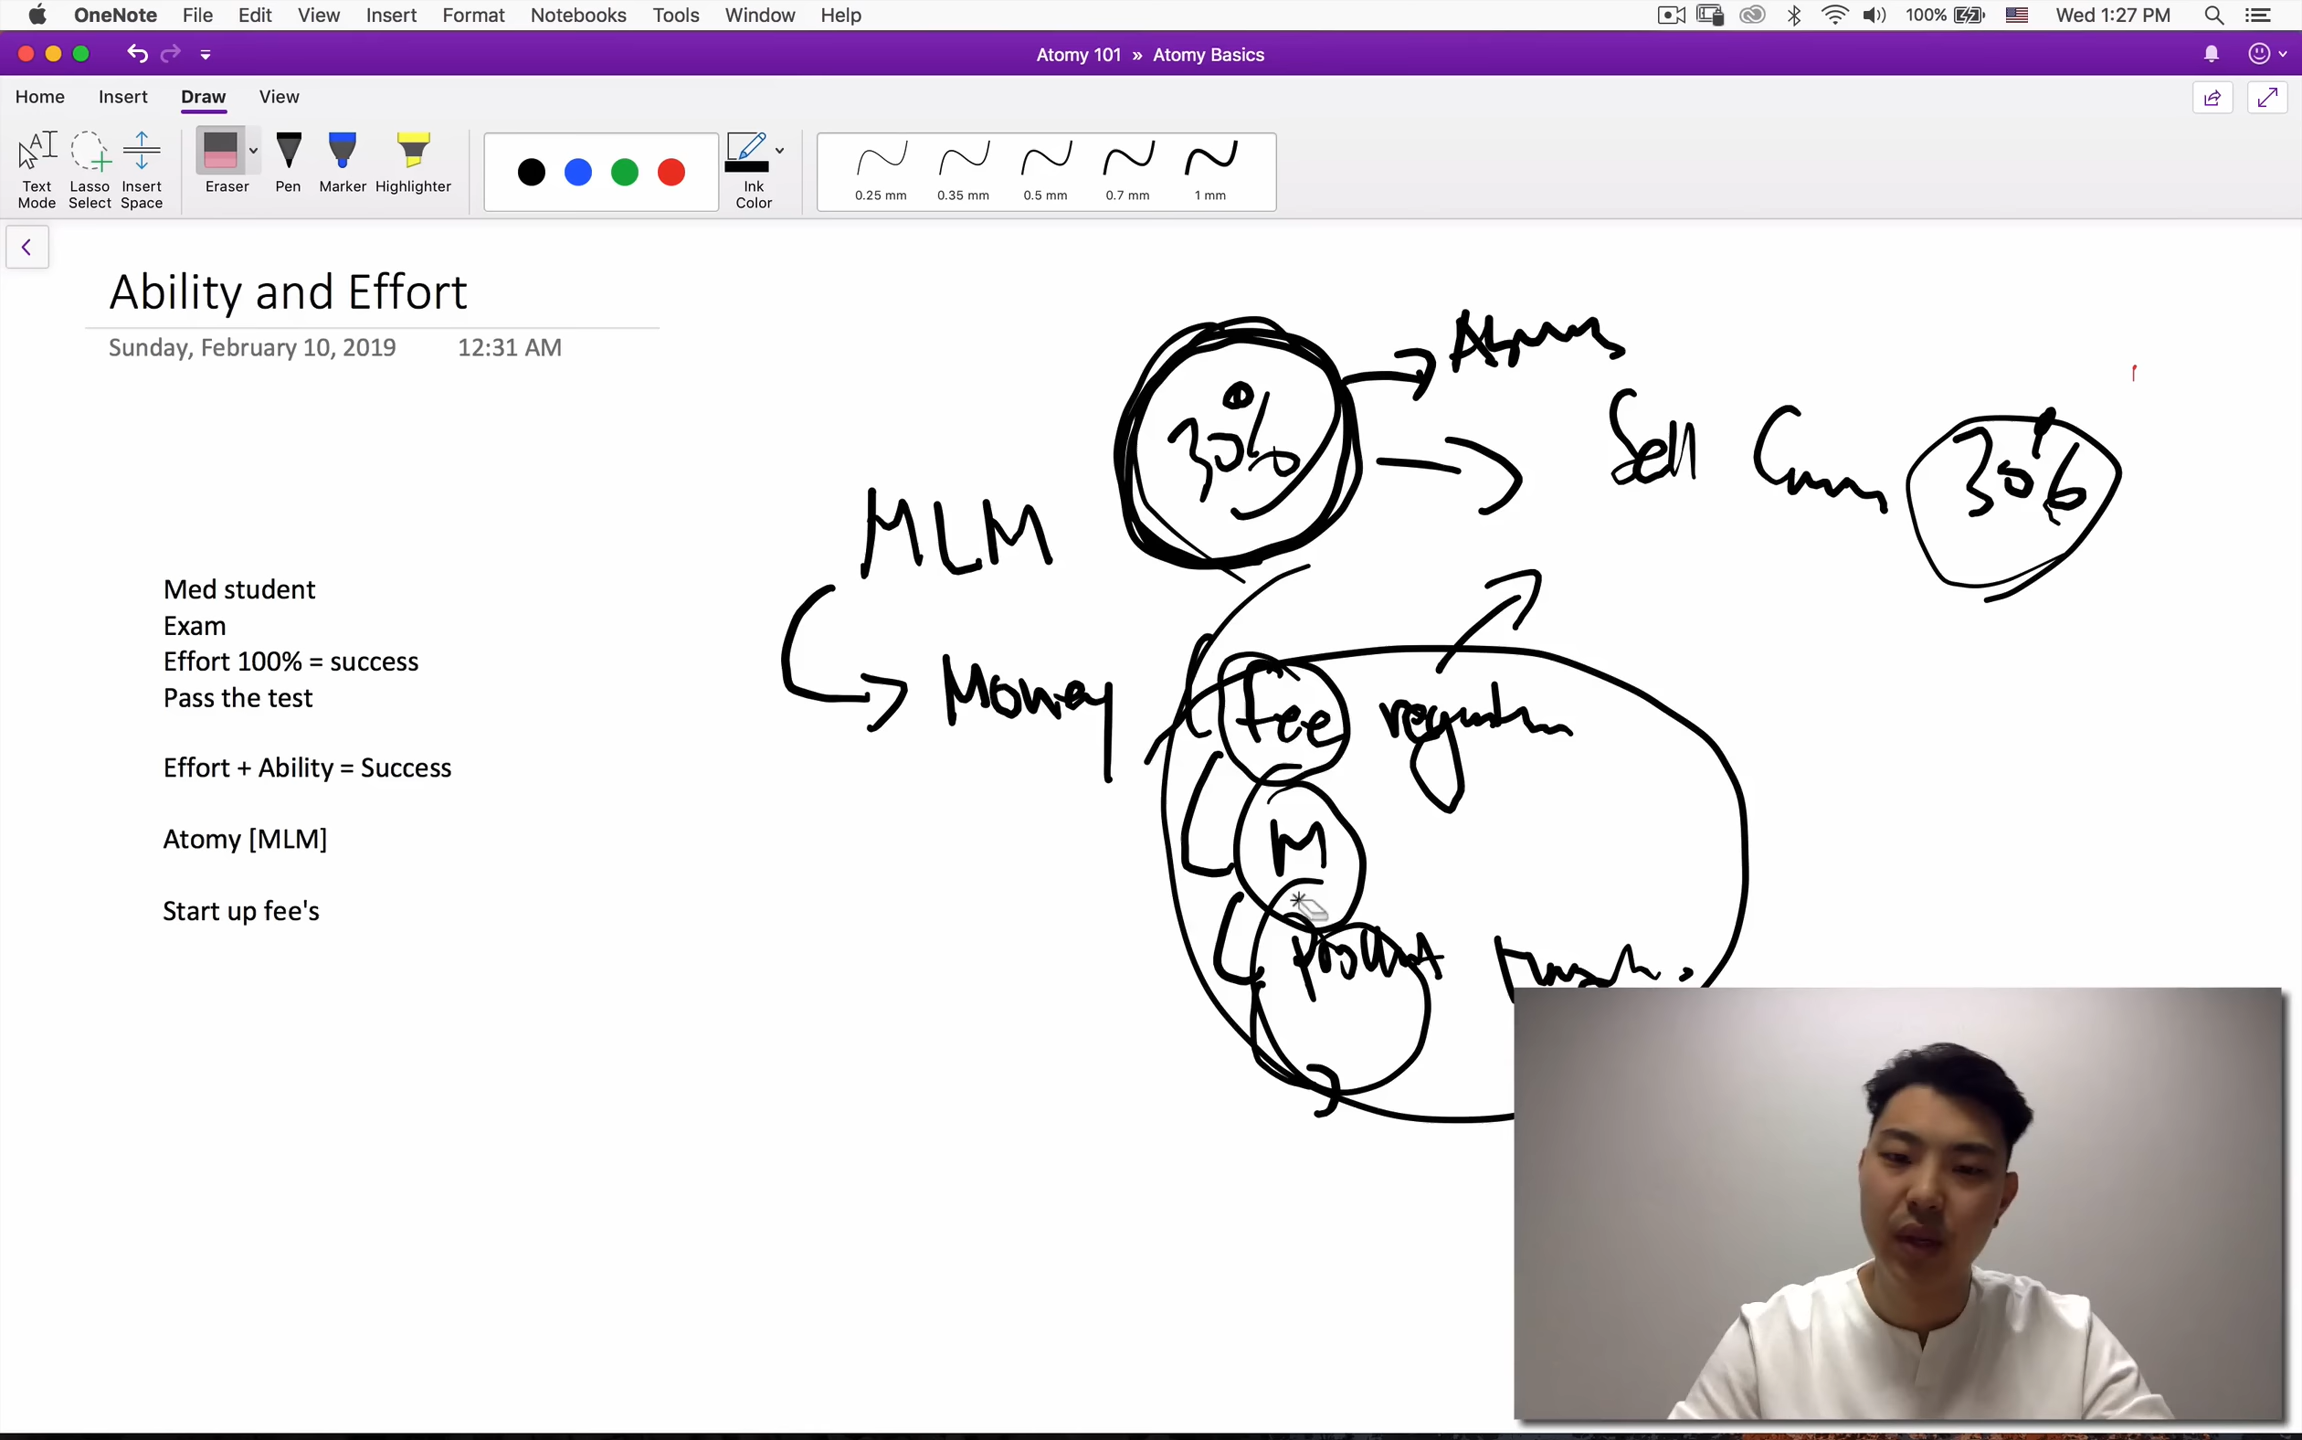 OneNote File Edit View Insert Format Notebooks Tools Window Help 100% Wed 1:27 PM
Atomy 101 » Atomy Basics
Home Insert Draw View
Text Mode
Lasso Select
Insert Space
Eraser
Pen
Marker
Highlighter
Ink Color
0.25 mm
0.35 mm
0.5 mm
0.7 mm
1 mm
Ability and Effort
Sunday, February 10, 2019 12:31 AM
Med student
Exam
Effort 100% = success
Pass the test
Effort + Ability = Success
Atomy [MLM]
Start up fee's
30%
Sell 30%
MLM
Money
fee
M
product